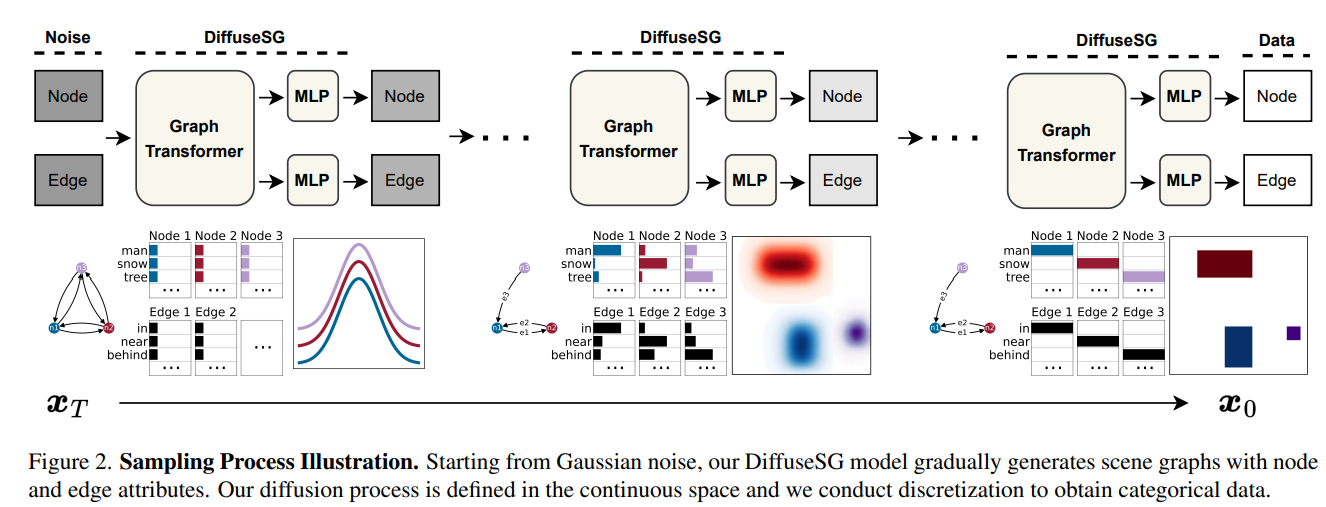 Noise DiffuseSG DiffuseSG DiffuseSG Data
Node MLP Node MLP Node MLP Node
Graph Transformer Graph Transformer Graph Transformer
Edge MLP Edge MLP Edge MLP Edge
Node 1 Node 2 Node 3 Node 1 Node 2 Node 3 Node 1 Node 2 Node 3
man man man
snow snow snow
tree tree tree
... ... ... ... ... ... ... ... ...
n3 n1 n2 n3 e3 n1 e2 e1 n2 n3 e3 n1 e2 e1 n2
Edge 1 Edge 2 Edge 1 Edge 2 Edge 3 Edge 1 Edge 2 Edge 3
in in in
near near near
behind behind behind
... ... ... ... ... ... ... ... ...
x_T x_0
Figure 2. Sampling Process Illustration. Starting from Gaussian noise, our DiffuseSG model gradually generates scene graphs with node
and edge attributes. Our diffusion process is defined in the continuous space and we conduct discretization to obtain categorical data.